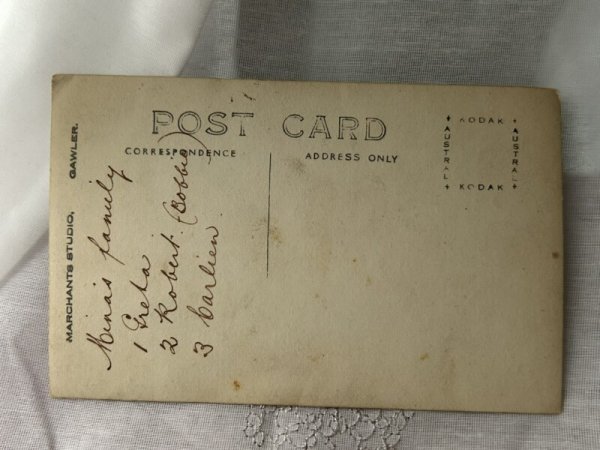 POST CARD
CORRESPONDENCE
ADDRESS ONLY
KODAK
AUSTRAL
AUSTRAL
KODAK
MARCHANTS STUDIO, GAWLER.
Mina's family
1 Greta
2 Robert (Bobbie)
3 Carlien